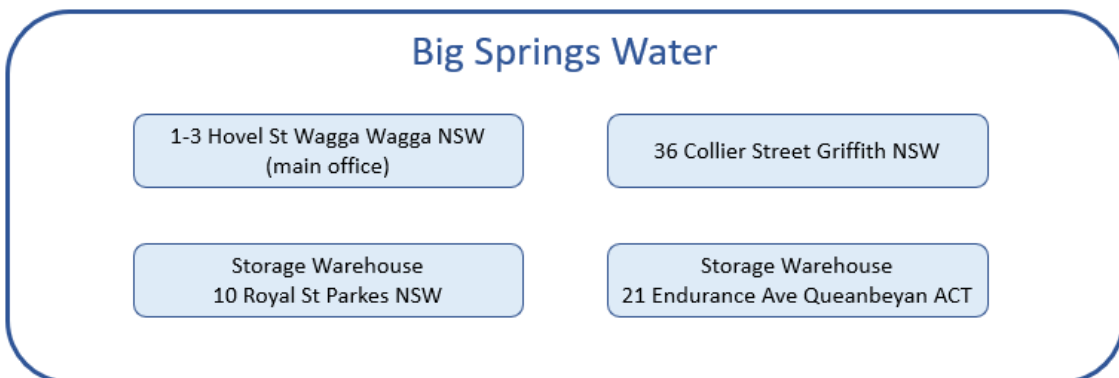 Big Springs Water
1-3 Hovel St Wagga Wagga NSW
(main office)
36 Collier Street Griffith NSW
Storage Warehouse
10 Royal St Parkes NSW
Storage Warehouse
21 Endurance Ave Queanbeyan ACT